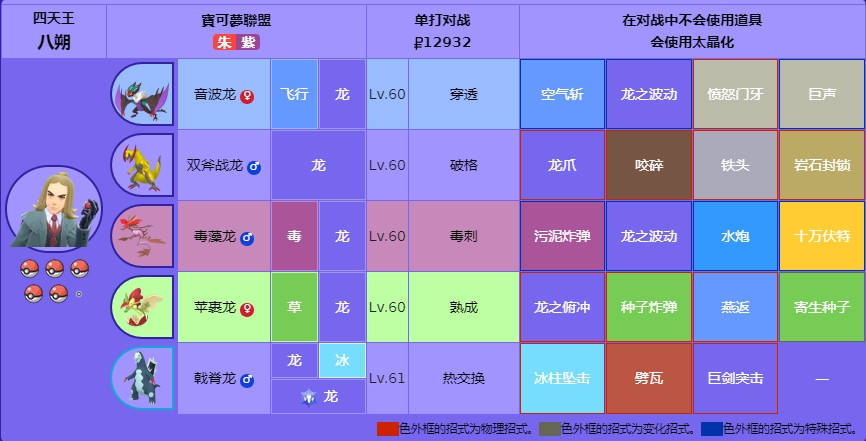 四天王
八朔
寶可夢聯盟
朱 紫
单打对战
₽12932
在对战中不会使用道具
会使用太晶化
音波龙 ♀ 飞行 龙 Lv.60 穿透 空气斩 龙之波动 愤怒门牙 巨声
双斧战龙 ♂ 龙 Lv.60 破格 龙爪 咬碎 铁头 岩石封锁
毒藻龙 ♂ 毒 龙 Lv.60 毒刺 污泥炸弹 龙之波动 水炮 十万伏特
苹裹龙 ♀ 草 龙 Lv.60 熟成 龙之俯冲 种子炸弹 燕返 寄生种子
戟脊龙 ♂ 龙 冰 Lv.61 热交换 冰柱坠击 劈瓦 巨剑突击 —
龙
色外框的招式为物理招式。 色外框的招式为变化招式。 色外框的招式为特殊招式。